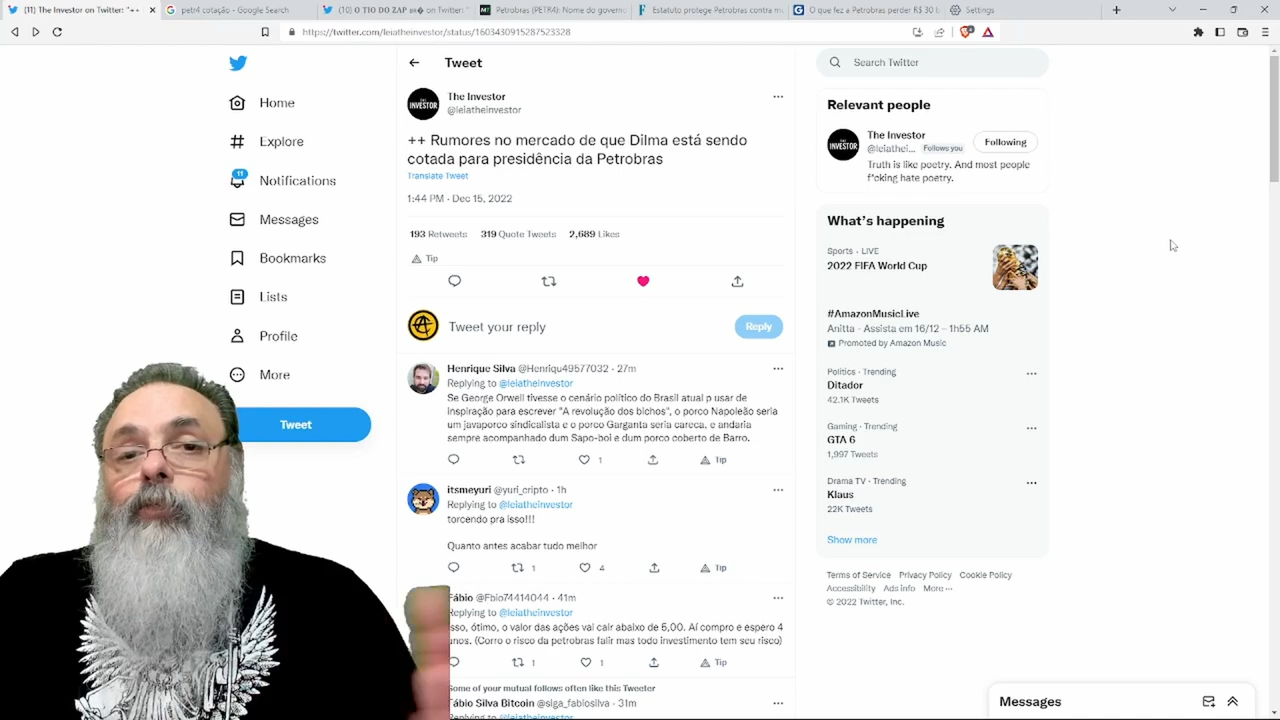 (11) The Investor on Twitter: "++
petr4 cotação - Google Search
(10) O TIO DO ZAP
on Twitter: "
Petrobras (PETR4): Nome do governo
Estatuto protege Petrobras contra
O que fez a Petrobras perder R$ 30
Settings
https://twitter.com/leiatheinvestor/status/1603430915287523328
Home
Explore
11
Notifications
Messages
Bookmarks
Lists
Profile
More
Tweet
Tweet
THE INVESTOR
The Investor
@leiatheinvestor
++ Rumores no mercado de que Dilma está sendo
cotada para presidência da Petrobras
Translate Tweet
1:44 PM · Dec 15, 2022
193 Retweets 319 Quote Tweets 2,689 Likes
Tip
Tweet your reply
Reply
Henrique Silva @Henriqu49577032 · 27m
Replying to @leiatheinvestor
Se George Orwell tivesse o cenário político do Brasil atual p usar de
inspiração para escrever "A revolução dos bichos", o porco Napoleão seria
um javaporco sindicalista e o porco Garganta seria careca, e andaria
sempre acompanhado dum Sapo-boi e dum porco coberto de Barro.
1
Tip
itsmeyuri @yuri_cripto · 1h
Replying to @leiatheinvestor
torcendo pra isso!!!
Quanto antes acabar tudo melhor
1
4
Tip
Fábio @Fbio74414044 · 41m
Replying to @leiatheinvestor
sso, ótimo, o valor das ações vai cair abaixo de 5,00. Aí compro e espero 4
anos. (Corro o risco da petrobras falir mas todo investimento tem seu risco)
1
1
Tip
Some of your mutual follows often like this Tweeter
Fábio Silva Bitcoin @siga_fabiosilva · 31m
Replying to @leiatheinvestor
Search Twitter
Relevant people
THE INVESTOR
The Investor
@leiathei... Follows you
Following
Truth is like poetry. And most people
f*cking hate poetry.
What's happening
Sports · LIVE
2022 FIFA World Cup
#AmazonMusicLive
Anitta - Assista em 16/12 – 1h55 AM
Promoted by Amazon Music
Politics · Trending
Ditador
42.1K Tweets
Gaming · Trending
GTA 6
1,997 Tweets
Drama TV · Trending
Klaus
22K Tweets
Show more
Terms of Service Privacy Policy Cookie Policy
Accessibility Ads info More ···
© 2022 Twitter, Inc.
Messages